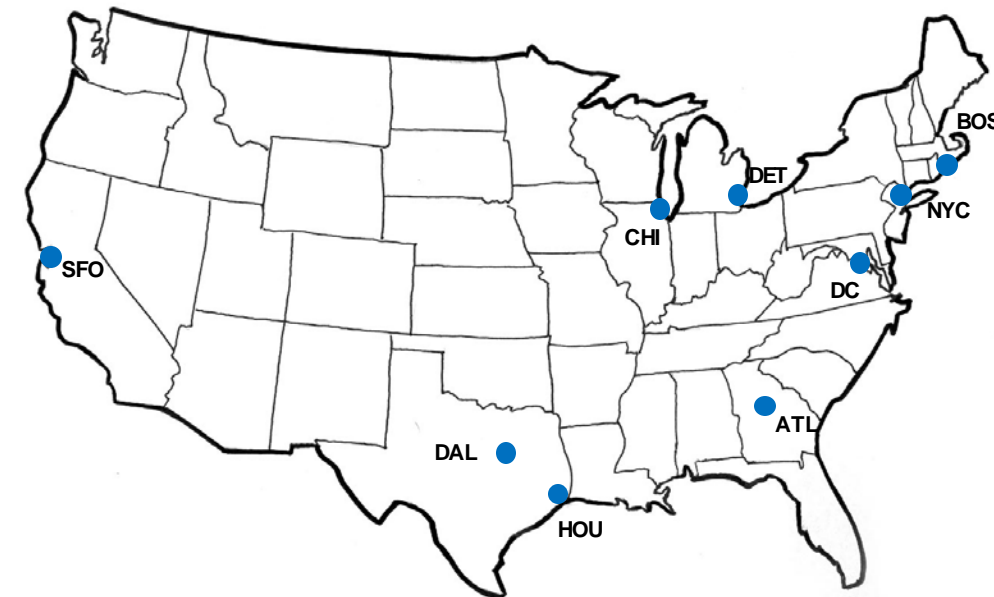 BOS
DET
NYC
CHI
SFO
DC
ATL
DAL
HOU